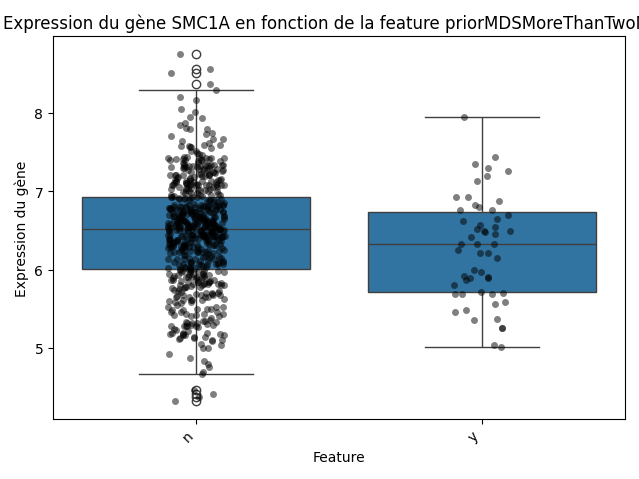 Expression du gène SMC1A en fonction de la feature priorMDSMoreThanTwoI
Expression du gène
8
7
6
5
n
y
Feature